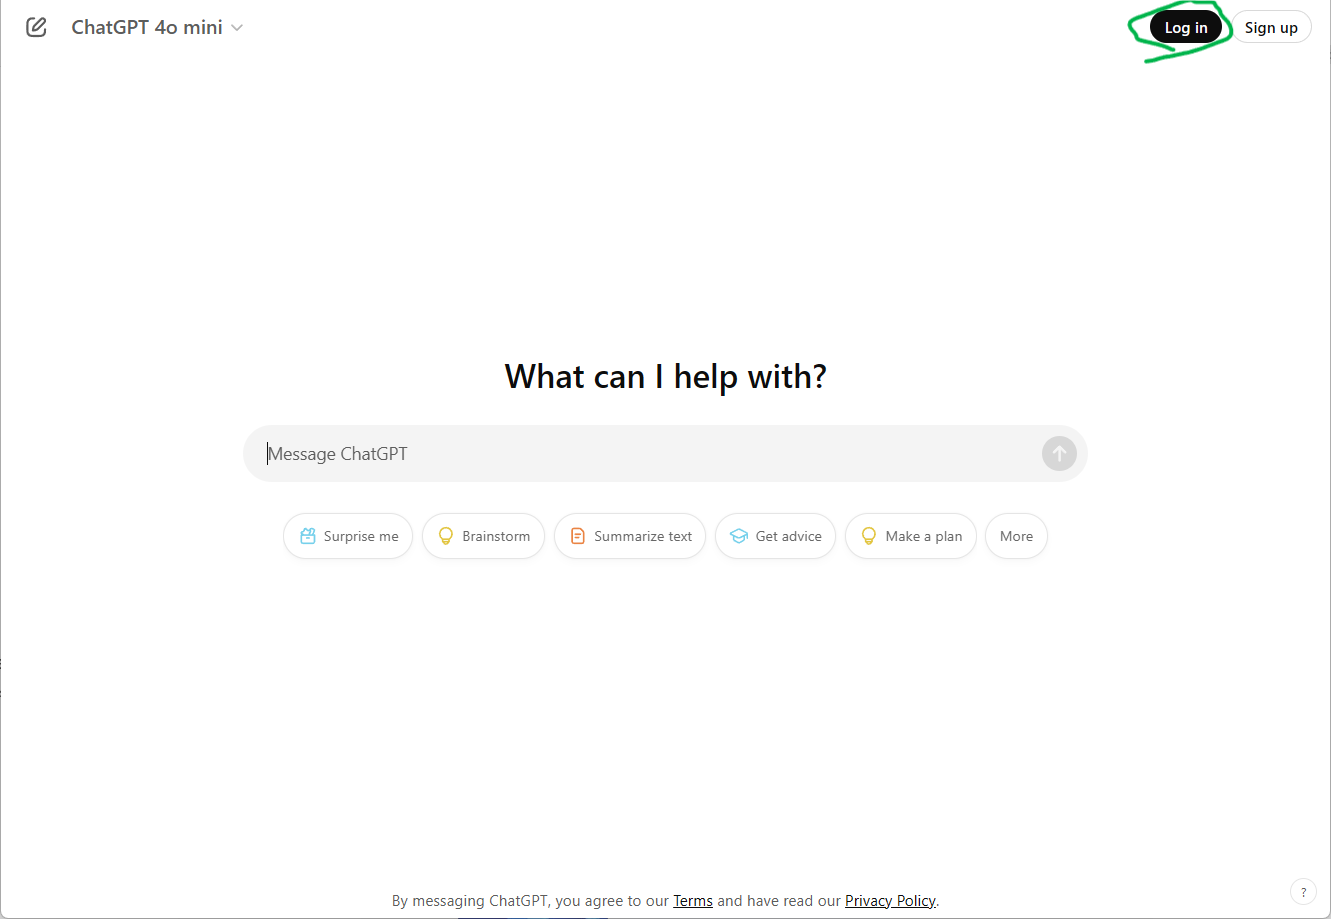 ChatGPT 4o mini
Log in
Sign up
What can I help with?
Message ChatGPT
Surprise me
Brainstorm
Summarize text
Get advice
Make a plan
More
By messaging ChatGPT, you agree to our Terms and have read our Privacy Policy.
?